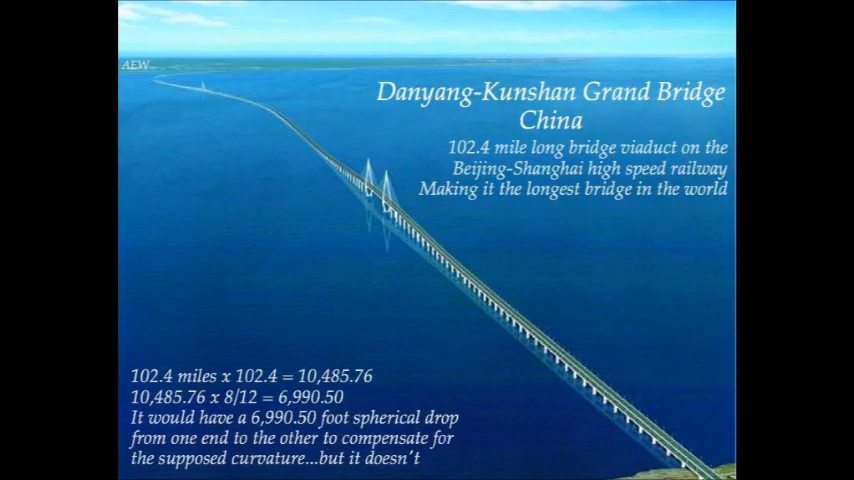 AEW
Danyang-Kunshan Grand Bridge
China
102.4 mile long bridge viaduct on the
Beijing-Shanghai high speed railway
Making it the longest bridge in the world
102.4 miles x 102.4 = 10,485.76
10,485.76 x 8/12 = 6,990.50
It would have a 6,990.50 foot spherical drop
from one end to the other to compensate for
the supposed curvature...but it doesn't